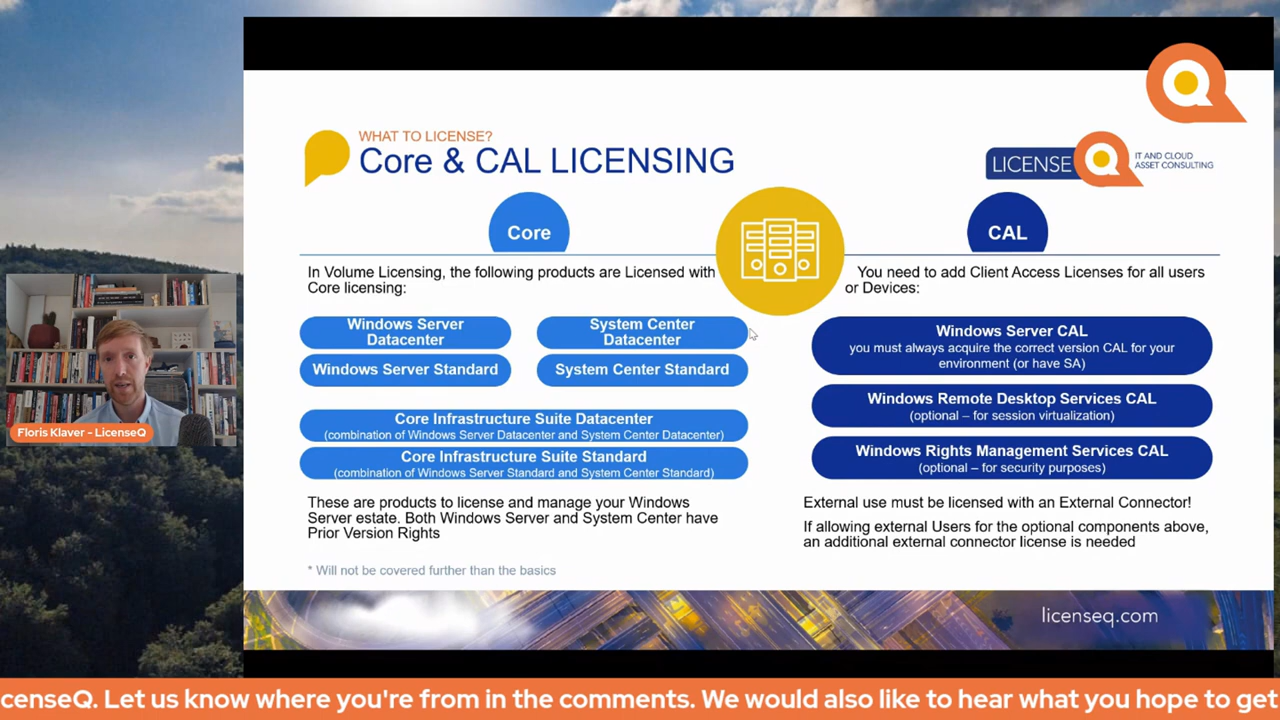 WHAT TO LICENSE?
Core & CAL LICENSING
LICENSE
IT AND CLOUD
ASSET CONSULTING
Core
In Volume Licensing, the following products are Licensed with
Core licensing:
Windows Server
Datacenter
System Center
Datacenter
Windows Server Standard
System Center Standard
Core Infrastructure Suite Datacenter
(combination of Windows Server Datacenter and System Center Datacenter)
Core Infrastructure Suite Standard
(combination of Windows Server Standard and System Center Standard)
These are products to license and manage your Windows
Server estate. Both Windows Server and System Center have
Prior Version Rights
* Will not be covered further than the basics
CAL
You need to add Client Access Licenses for all users
or Devices:
Windows Server CAL
you must always acquire the correct version CAL for your
environment (or have SA)
Windows Remote Desktop Services CAL
(optional – for session virtualization)
Windows Rights Management Services CAL
(optional – for security purposes)
External use must be licensed with an External Connector!
If allowing external Users for the optional components above,
an additional external connector license is needed
licenseq.com
Floris Klaver – LicenseQ
censeQ. Let us know where you're from in the comments. We would also like to hear what you hope to get